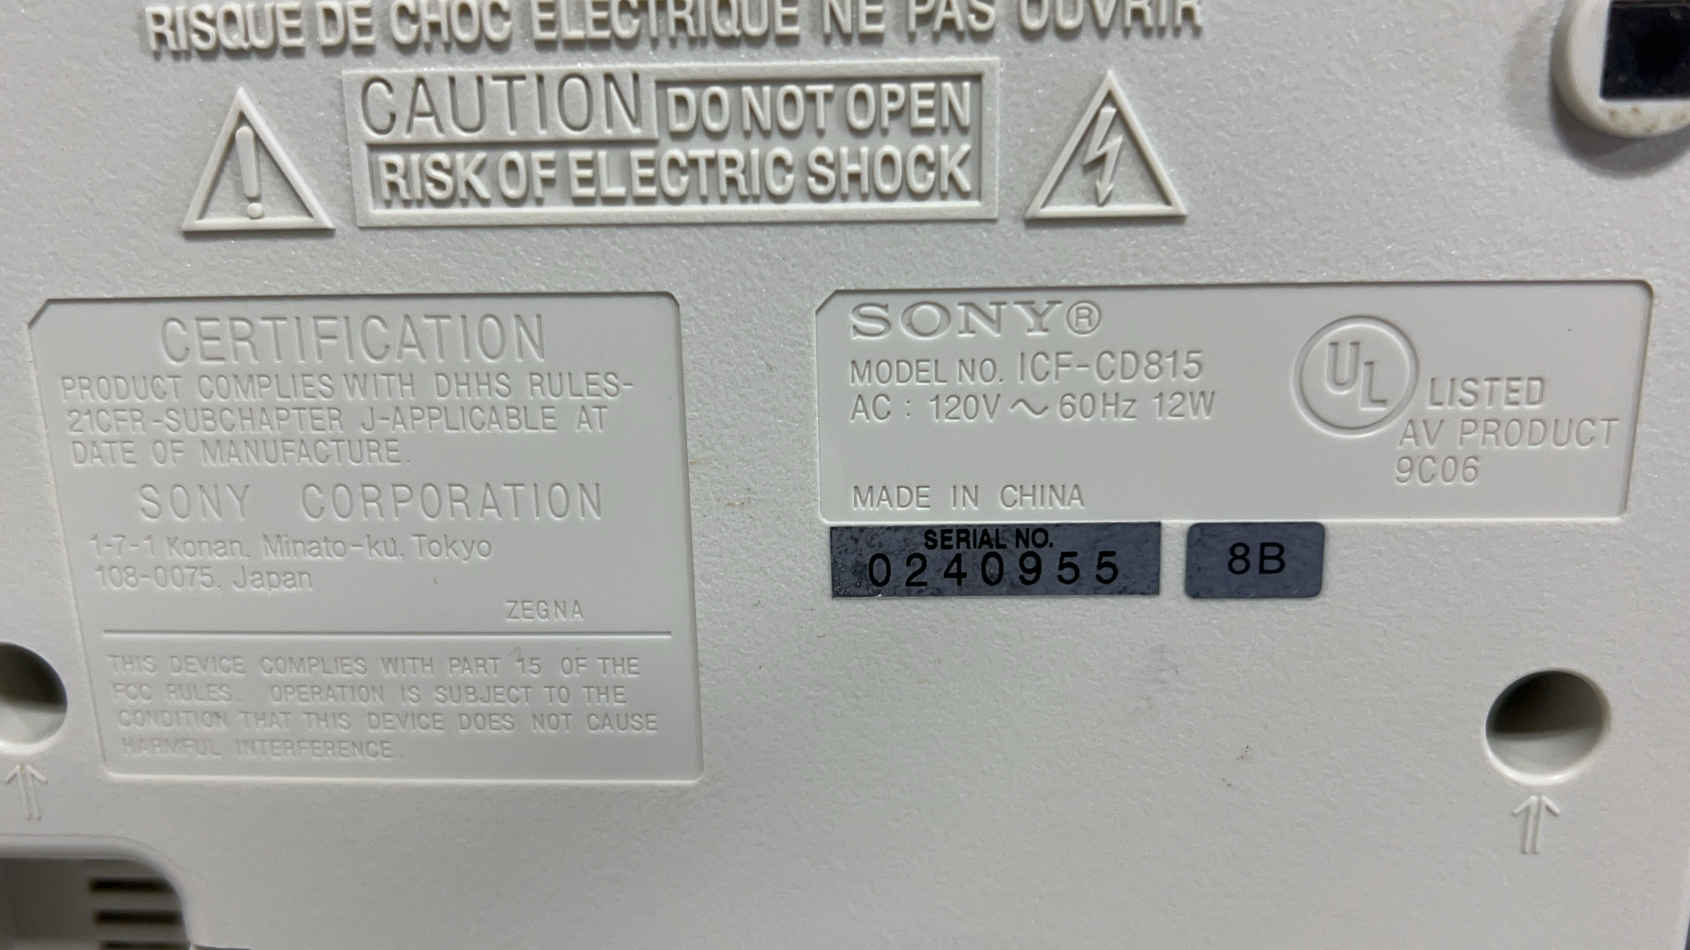 RISQUE DE CHOC ELECTRIQUE NE PAS OUVRIR
CAUTION DO NOT OPEN
RISK OF ELECTRIC SHOCK
CERTIFICATION
PRODUCT COMPLIES WITH DHHS RULES-
21CFR-SUBCHAPTER J-APPLICABLE AT
DATE OF MANUFACTURE.
SONY CORPORATION
1-7-1 Konan, Minato-ku, Tokyo
108-0075, Japan
ZEGNA
THIS DEVICE COMPLIES WITH PART 15 OF THE
FCC RULES. OPERATION IS SUBJECT TO THE
CONDITION THAT THIS DEVICE DOES NOT CAUSE
HARMFUL INTERFERENCE.
SONY®
MODEL NO. ICF-CD815
AC : 120V ~ 60Hz 12W
MADE IN CHINA
UL LISTED
AV PRODUCT
9C06
SERIAL NO.
0240955
8B